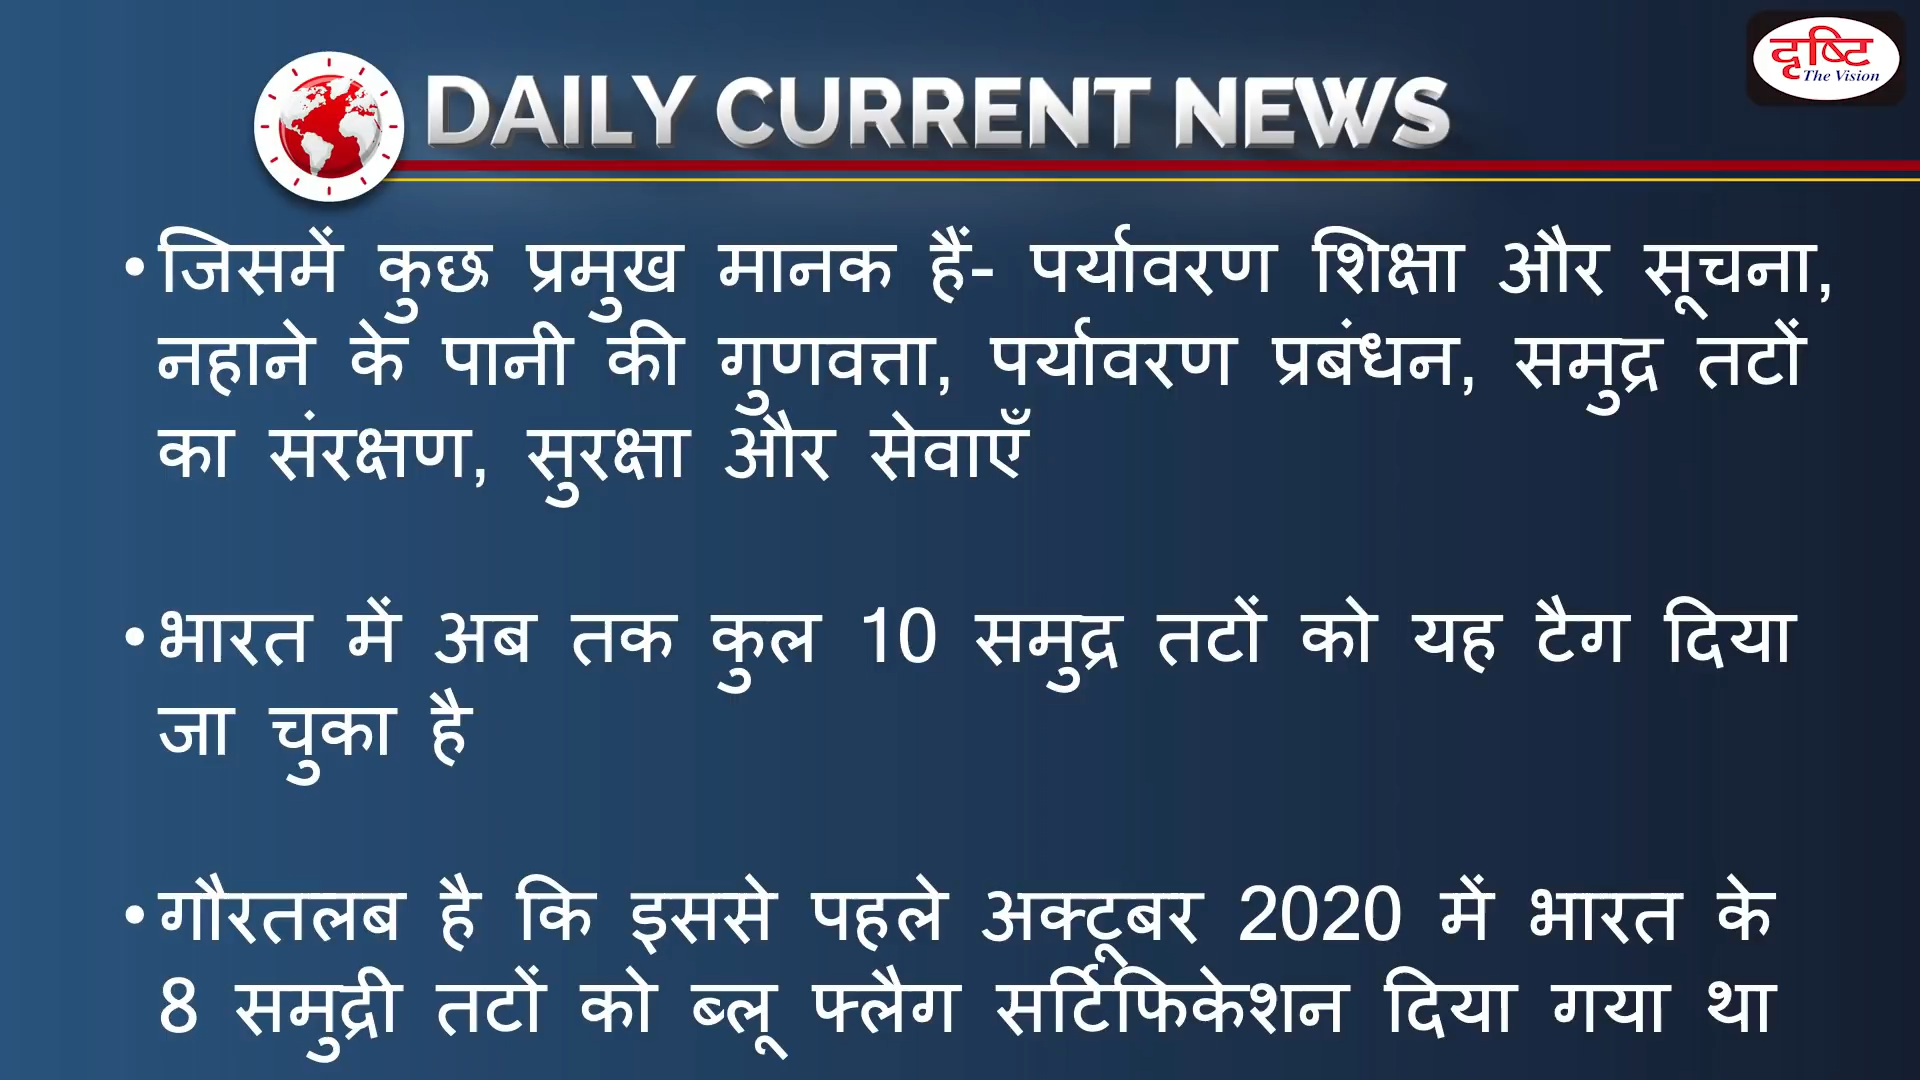 दृष्टि
The Vision
DAILY CURRENT NEWS
•जिसमें कुछ प्रमुख मानक हैं- पर्यावरण शिक्षा और सूचना,
नहाने के पानी की गुणवत्ता, पर्यावरण प्रबंधन, समुद्र तटों
का संरक्षण, सुरक्षा और सेवाएँ
•भारत में अब तक कुल 10 समुद्र तटों को यह टैग दिया
जा चुका है
•गौरतलब है कि इससे पहले अक्टूबर 2020 में भारत के
8 समुद्री तटों को ब्लू फ्लैग सर्टिफिकेशन दिया गया था